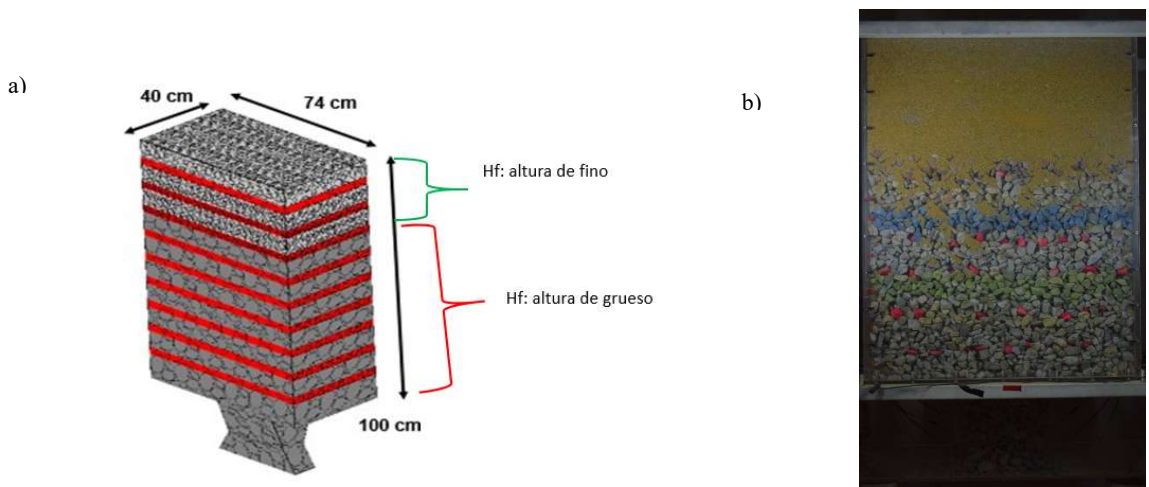 a)
40 cm
74 cm
b)
Hf: altura de fino
Hf: altura de grueso
100 cm